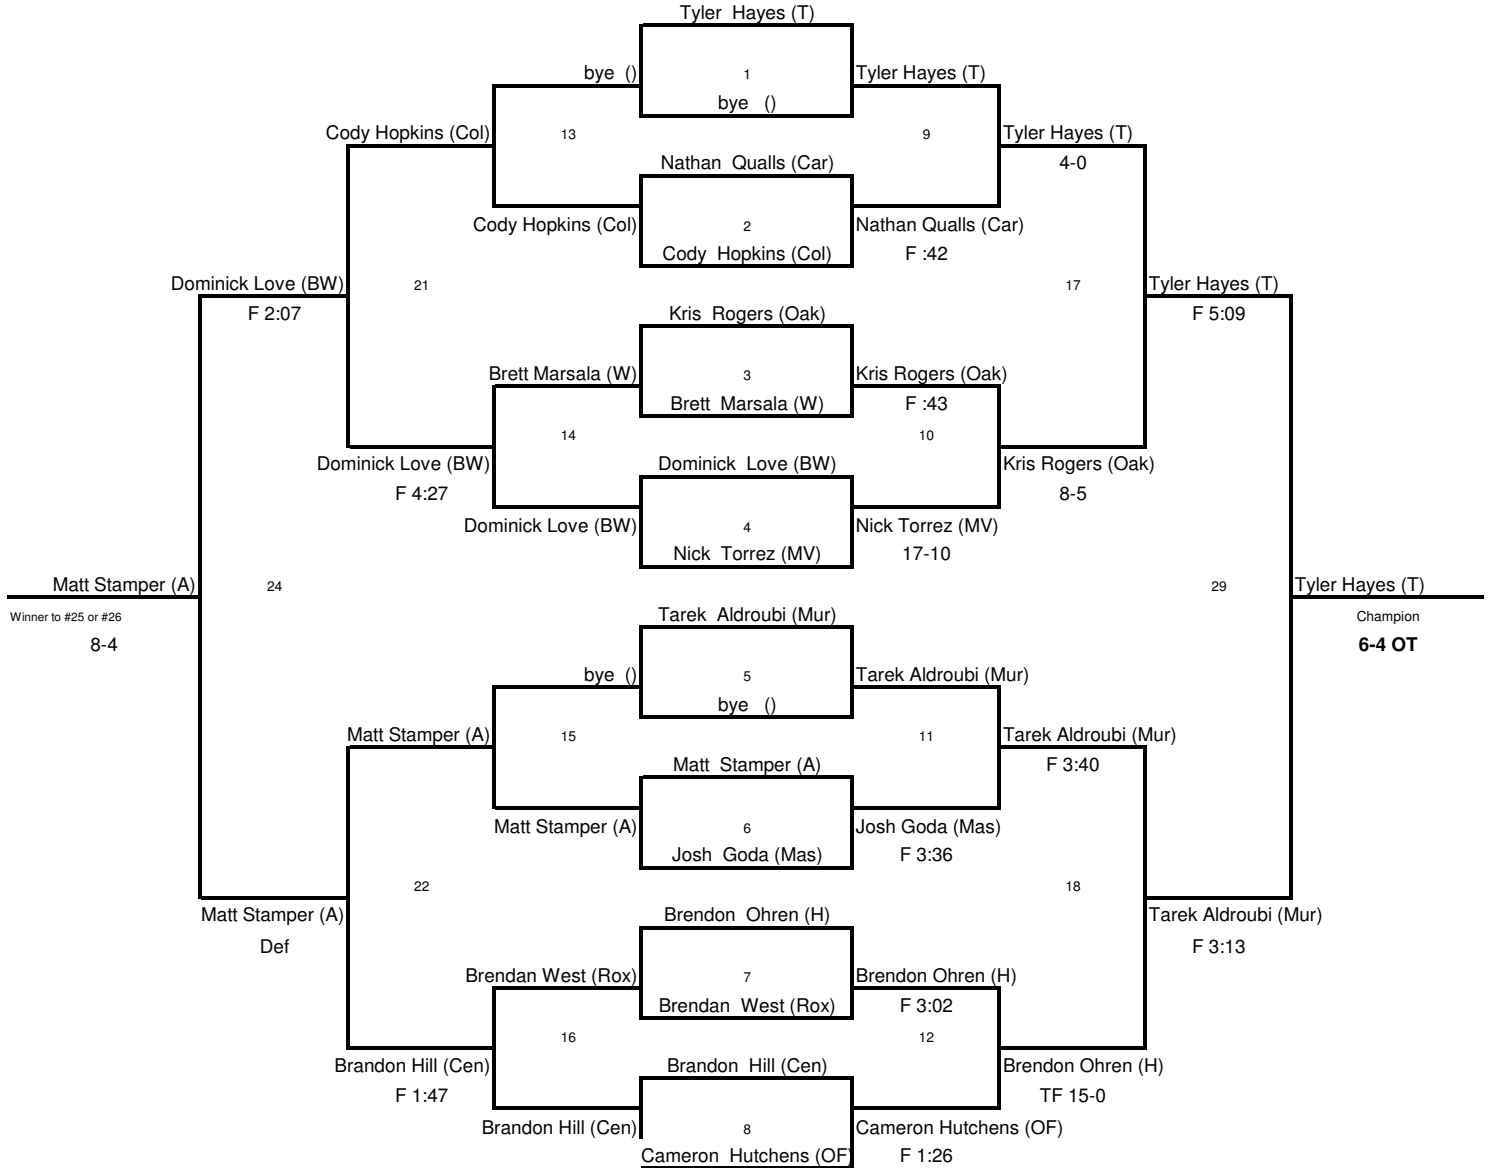 Tyler Hayes (T)
bye ()
1
Tyler Hayes (T)
bye ()
Cody Hopkins (Col)
13
9
Tyler Hayes (T)
Nathan Qualls (Car)
4-0
Cody Hopkins (Col)
2
Nathan Qualls (Car)
Cody Hopkins (Col)
F :42
Dominick Love (BW)
21
17
Tyler Hayes (T)
F 2:07
Kris Rogers (Oak)
F 5:09
Brett Marsala (W)
3
Kris Rogers (Oak)
Brett Marsala (W)
F :43
14
10
Dominick Love (BW)
Dominick Love (BW)
Kris Rogers (Oak)
F 4:27
8-5
Dominick Love (BW)
4
Nick Torrez (MV)
Nick Torrez (MV)
17-10
Matt Stamper (A)
24
29
Tyler Hayes (T)
Winner to #25 or #26
Tarek Aldroubi (Mur)
Champion
8-4
6-4 OT
bye ()
5
Tarek Aldroubi (Mur)
bye ()
Matt Stamper (A)
15
11
Tarek Aldroubi (Mur)
Matt Stamper (A)
F 3:40
Matt Stamper (A)
6
Josh Goda (Mas)
Josh Goda (Mas)
F 3:36
22
18
Matt Stamper (A)
Brendon Ohren (H)
Tarek Aldroubi (Mur)
Def
F 3:13
Brendan West (Rox)
7
Brendon Ohren (H)
Brendan West (Rox)
F 3:02
16
12
Brandon Hill (Cen)
Brandon Hill (Cen)
Brendon Ohren (H)
F 1:47
TF 15-0
Brandon Hill (Cen)
8
Cameron Hutchens (OF)
Cameron Hutchens (OF)
F 1:26